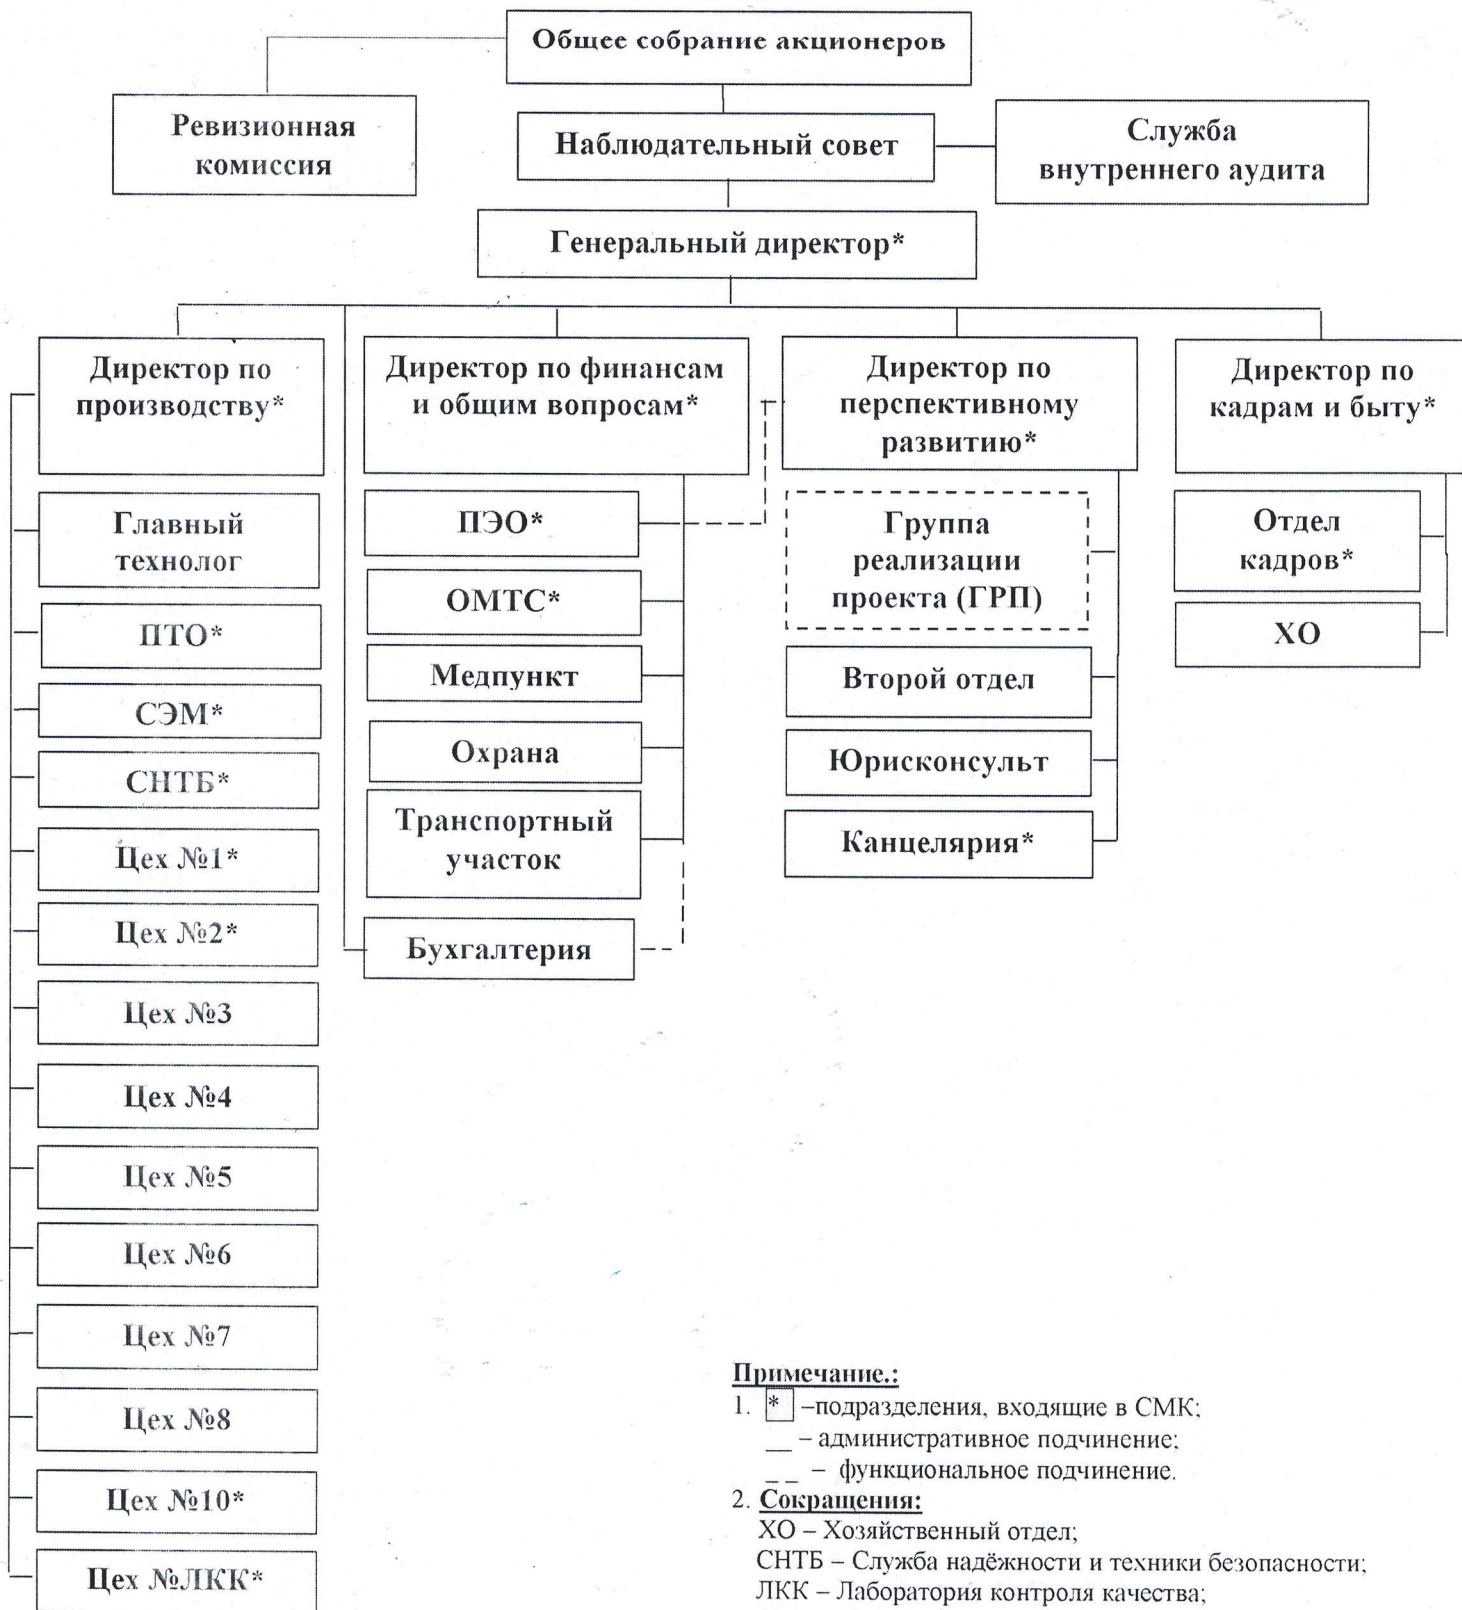 Общее собрание акционеров
Ревизионная
комиссия
Наблюдательный совет
Служба
внутреннего аудита
Генеральный директор*
Директор по
производству*
Директор по финансам
и общим вопросам*
Директор по
перспективному
развитию*
Директор по
кадрам и быту*
Главный
технолог
ПТО*
СЭМ*
СНТБ*
Цех №1*
Цех №2*
Цех №3
Цех №4
Цех №5
Цех №6
Цех №7
Цех №8
Цех №10*
Цех №ЛКК*
ПЭО*
ОМТС*
Медпункт
Охрана
Транспортный
участок
Бухгалтерия
Группа
реализации
проекта (ГРП)
Второй отдел
Юрисконсульт
Канцелярия*
Отдел
кадров*
ХО
Примечание.:
1. * –подразделения, входящие в СМК;
__ – административное подчинение;
_ _ – функциональное подчинение.
2. Сокращения:
ХО – Хозяйственный отдел;
СНТБ – Служба надёжности и техники безопасности;
ЛКК – Лаборатория контроля качества;